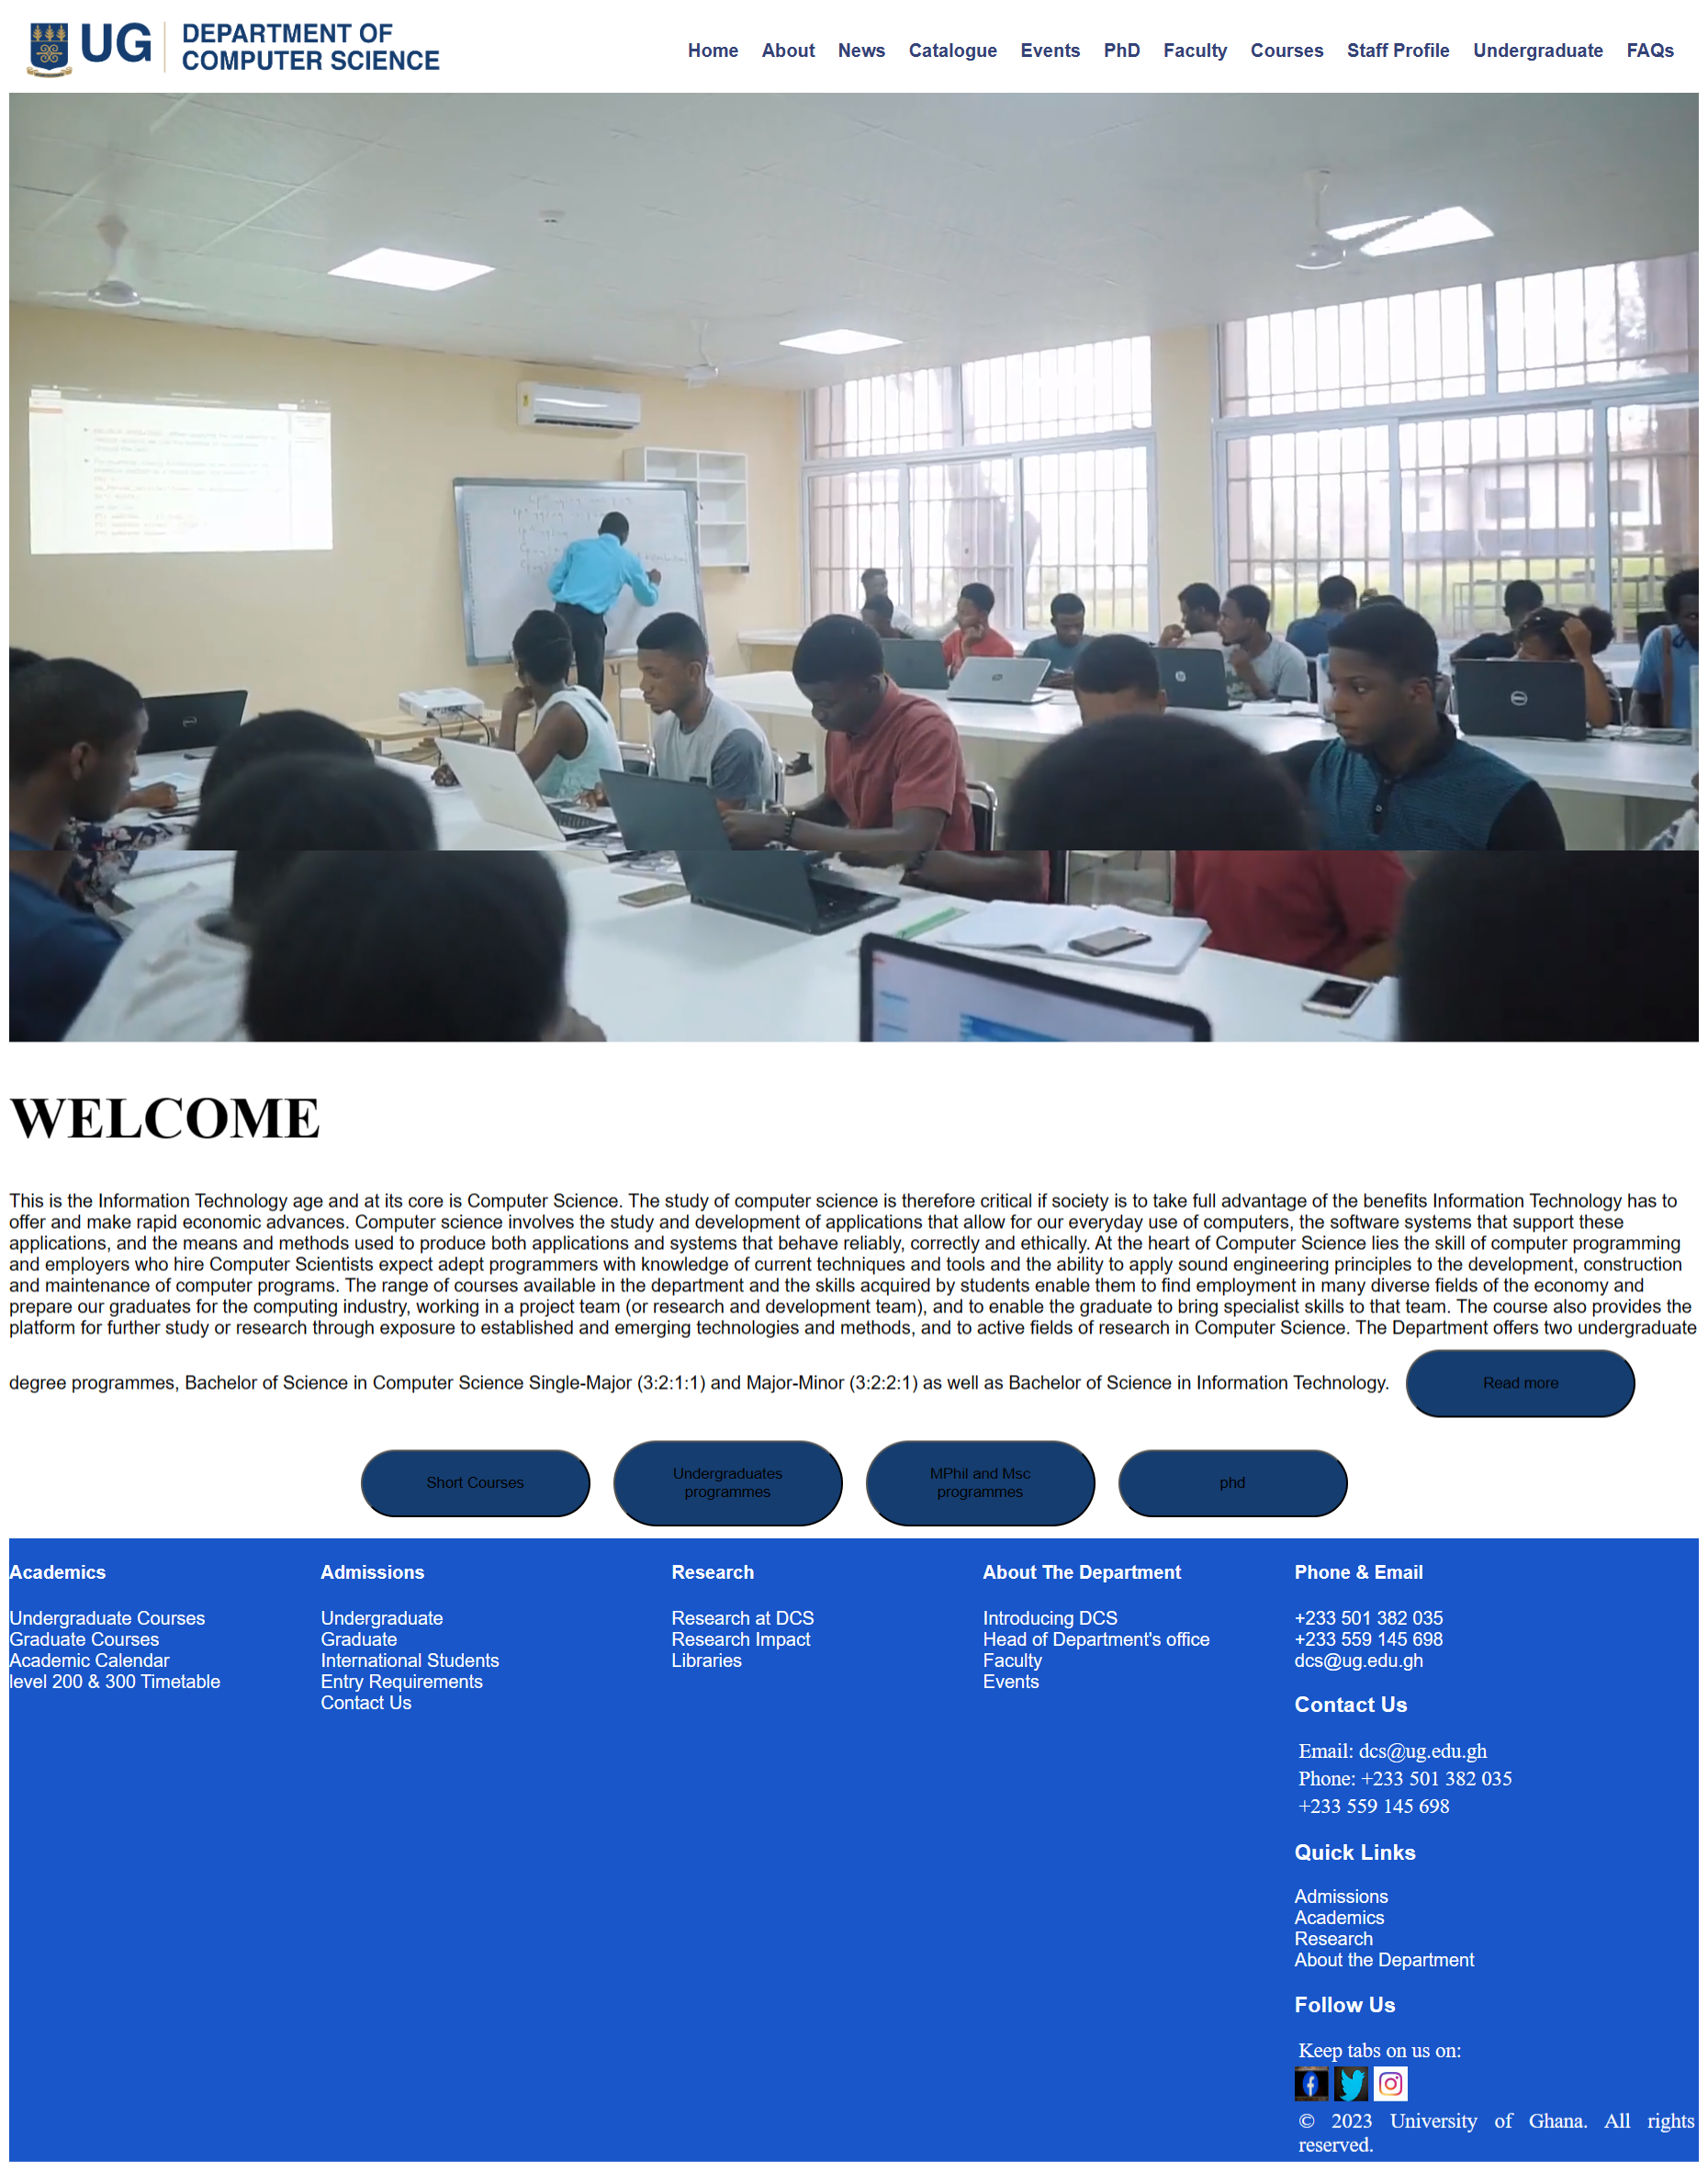 UG
DEPARTMENT OF
COMPUTER SCIENCE
Home About News Catalogue Events PhD Faculty Courses Staff Profile Undergraduate FAQs
WELCOME
This is the Information Technology age and at its core is Computer Science. The study of computer science is therefore critical if society is to take full advantage of the benefits Information Technology has to
offer and make rapid economic advances. Computer science involves the study and development of applications that allow for our everyday use of computers, the software systems that support these
applications, and the means and methods used to produce both applications and systems that behave reliably, correctly and ethically. At the heart of Computer Science lies the skill of computer programming
and employers who hire Computer Scientists expect adept programmers with knowledge of current techniques and tools and the ability to apply sound engineering principles to the development, construction
and maintenance of computer programs. The range of courses available in the department and the skills acquired by students enable them to find employment in many diverse fields of the economy and
prepare our graduates for the computing industry, working in a project team (or research and development team), and to enable the graduate to bring specialist skills to that team. The course also provides the
platform for further study or research through exposure to established and emerging technologies and methods, and to active fields of research in Computer Science. The Department offers two undergraduate
degree programmes, Bachelor of Science in Computer Science Single-Major (3:2:1:1) and Major-Minor (3:2:2:1) as well as Bachelor of Science in Information Technology.
Read more
Short Courses
Undergraduates
programmes
MPhil and Msc
programmes
phd
Academics
Undergraduate Courses
Graduate Courses
Academic Calendar
level 200 & 300 Timetable
Admissions
Undergraduate
Graduate
International Students
Entry Requirements
Contact Us
Research
Research at DCS
Research Impact
Libraries
About The Department
Introducing DCS
Head of Department's office
Faculty
Events
Phone & Email
+233 501 382 035
+233 559 145 698
dcs@ug.edu.gh
Contact Us
Email: dcs@ug.edu.gh
Phone: +233 501 382 035
+233 559 145 698
Quick Links
Admissions
Academics
Research
About the Department
Follow Us
Keep tabs on us on:
© 2023 University of Ghana. All rights
reserved.